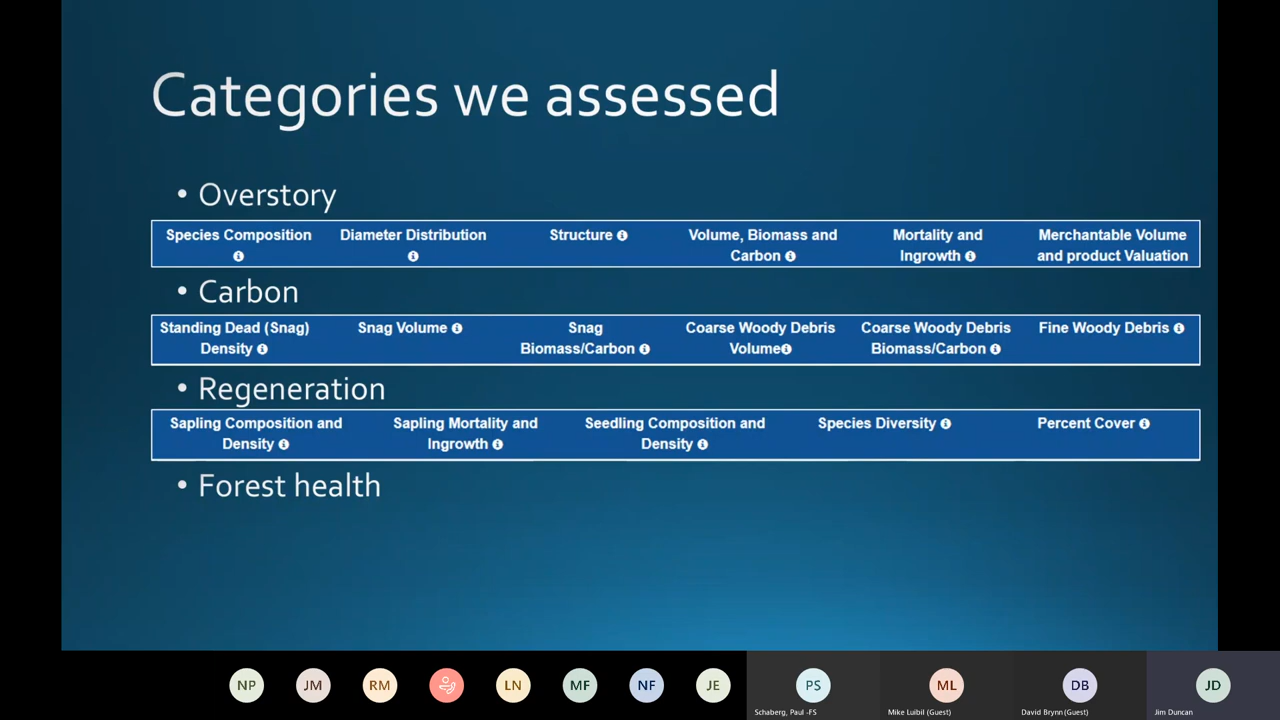 Categories we assessed
• Overstory
Species Composition Diameter Distribution Structure Volume, Biomass and Carbon Mortality and Ingrowth Merchantable Volume and product Valuation
• Carbon
Standing Dead (Snag) Density Snag Volume Snag Biomass/Carbon Coarse Woody Debris Volume Coarse Woody Debris Biomass/Carbon Fine Woody Debris
• Regeneration
Sapling Composition and Density Sapling Mortality and Ingrowth Seedling Composition and Density Species Diversity Percent Cover
• Forest health
NP JM RM LN MF NF JE PS ML DB JD
Schaberg, Paul -FS Mike Luibil (Guest) David Brynn (Guest) Jim Duncan